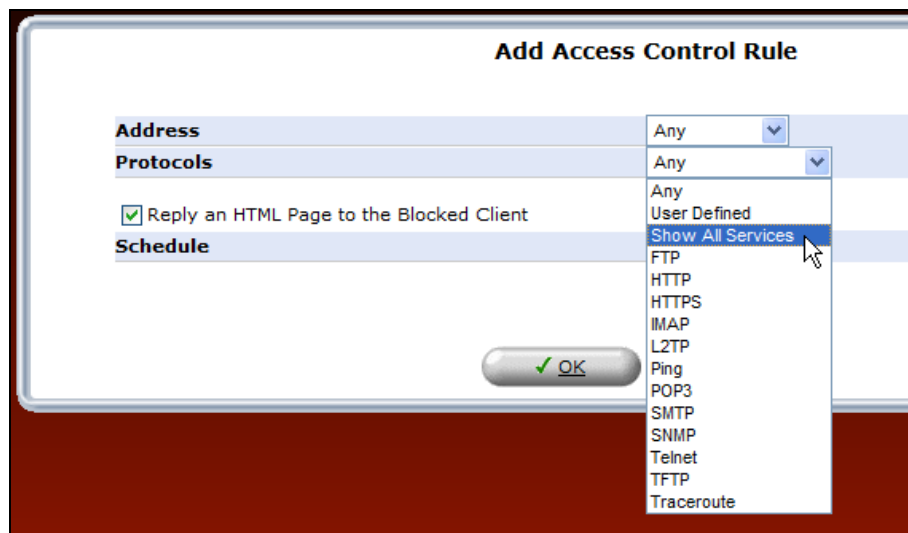 Add Access Control Rule
Address Any
Protocols Any
Any
User Defined
Reply an HTML Page to the Blocked Client
Show All Services
Schedule
FTP
HTTP
HTTPS
IMAP
L2TP
OK
Ping
POP3
SMTP
SNMP
Telnet
TFTP
Traceroute